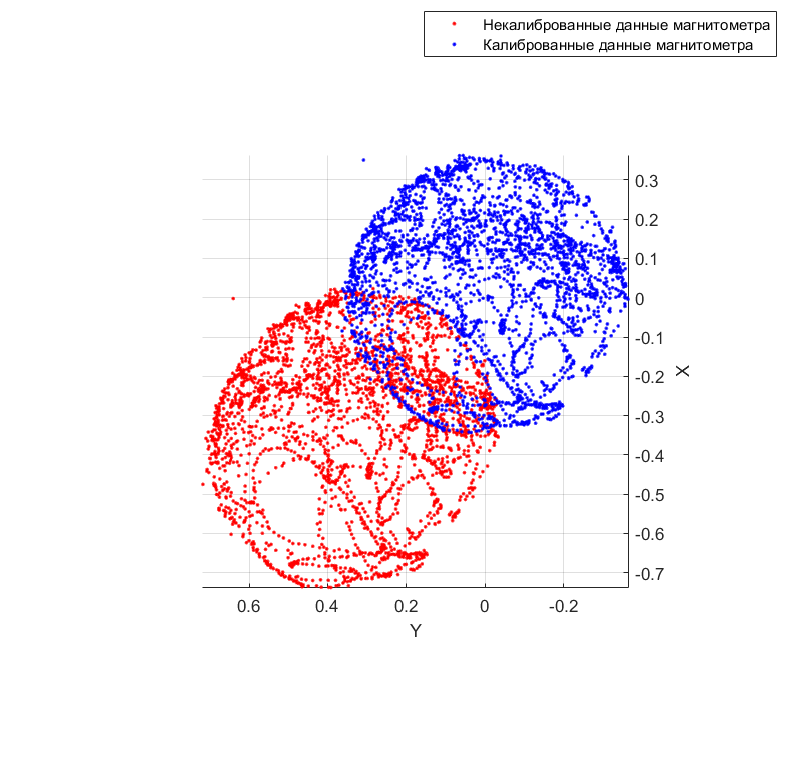 Некалиброванные данные магнитометра
Калиброванные данные магнитометра
0.3
0.2
0.1
0
-0.1
-0.2
X
-0.3
-0.4
-0.5
-0.6
-0.7
0.6 0.4 0.2 0 -0.2
Y